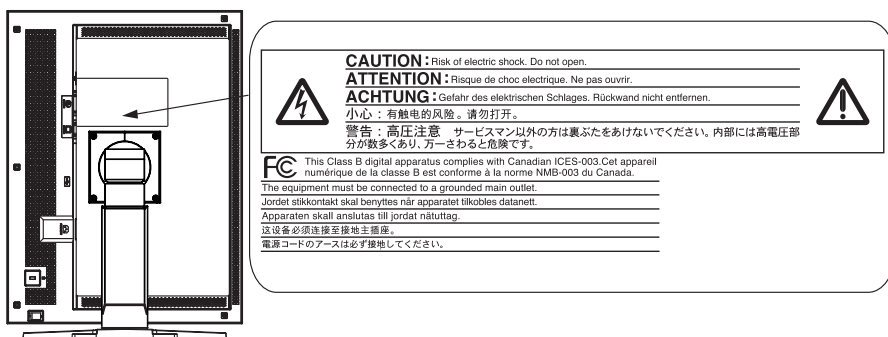 CAUTION : Risk of electric shock. Do not open.
ATTENTION : Risque de choc electrique. Ne pas ouvrir.
ACHTUNG : Gefahr des elektrischen Schlages. Rückwand nicht entfernen.
小心 : 有触电的风险。请勿打开。
警告 : 高圧注意 サービスマン以外の方は裏ぶたをあけないでください。内部には高電圧部
分が数多くあり、万一さわると危険です。
FC This Class B digital apparatus complies with Canadian ICES-003.Cet appareil
numérique de la classe B est conforme à la norme NMB-003 du Canada.
The equipment must be connected to a grounded main outlet.
Jordet stikkontakt skal benyttes når apparatet tilkobles datanett.
Apparaten skall anslutas till jordat nätuttag.
这设备必须连接至接地主插座。
電源コードのアースは必ず接地してください。